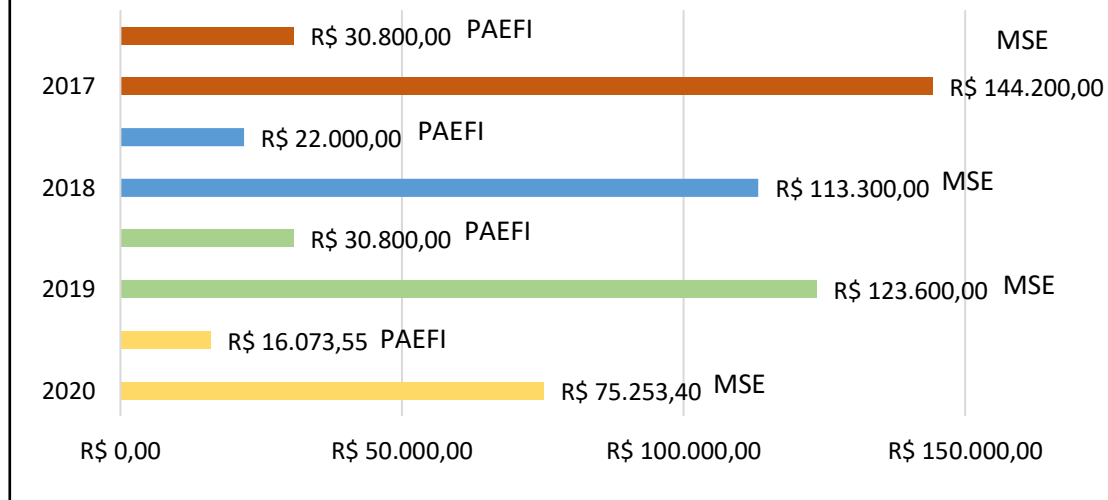 R$ 30.800,00 PAEFI
MSE
2017 R$ 144.200,00
R$ 22.000,00 PAEFI
2018 R$ 113.300,00 MSE
R$ 30.800,00 PAEFI
2019 R$ 123.600,00 MSE
R$ 16.073,55 PAEFI
2020 R$ 75.253,40 MSE
R$ 0,00 R$ 50.000,00 R$ 100.000,00 R$ 150.000,00